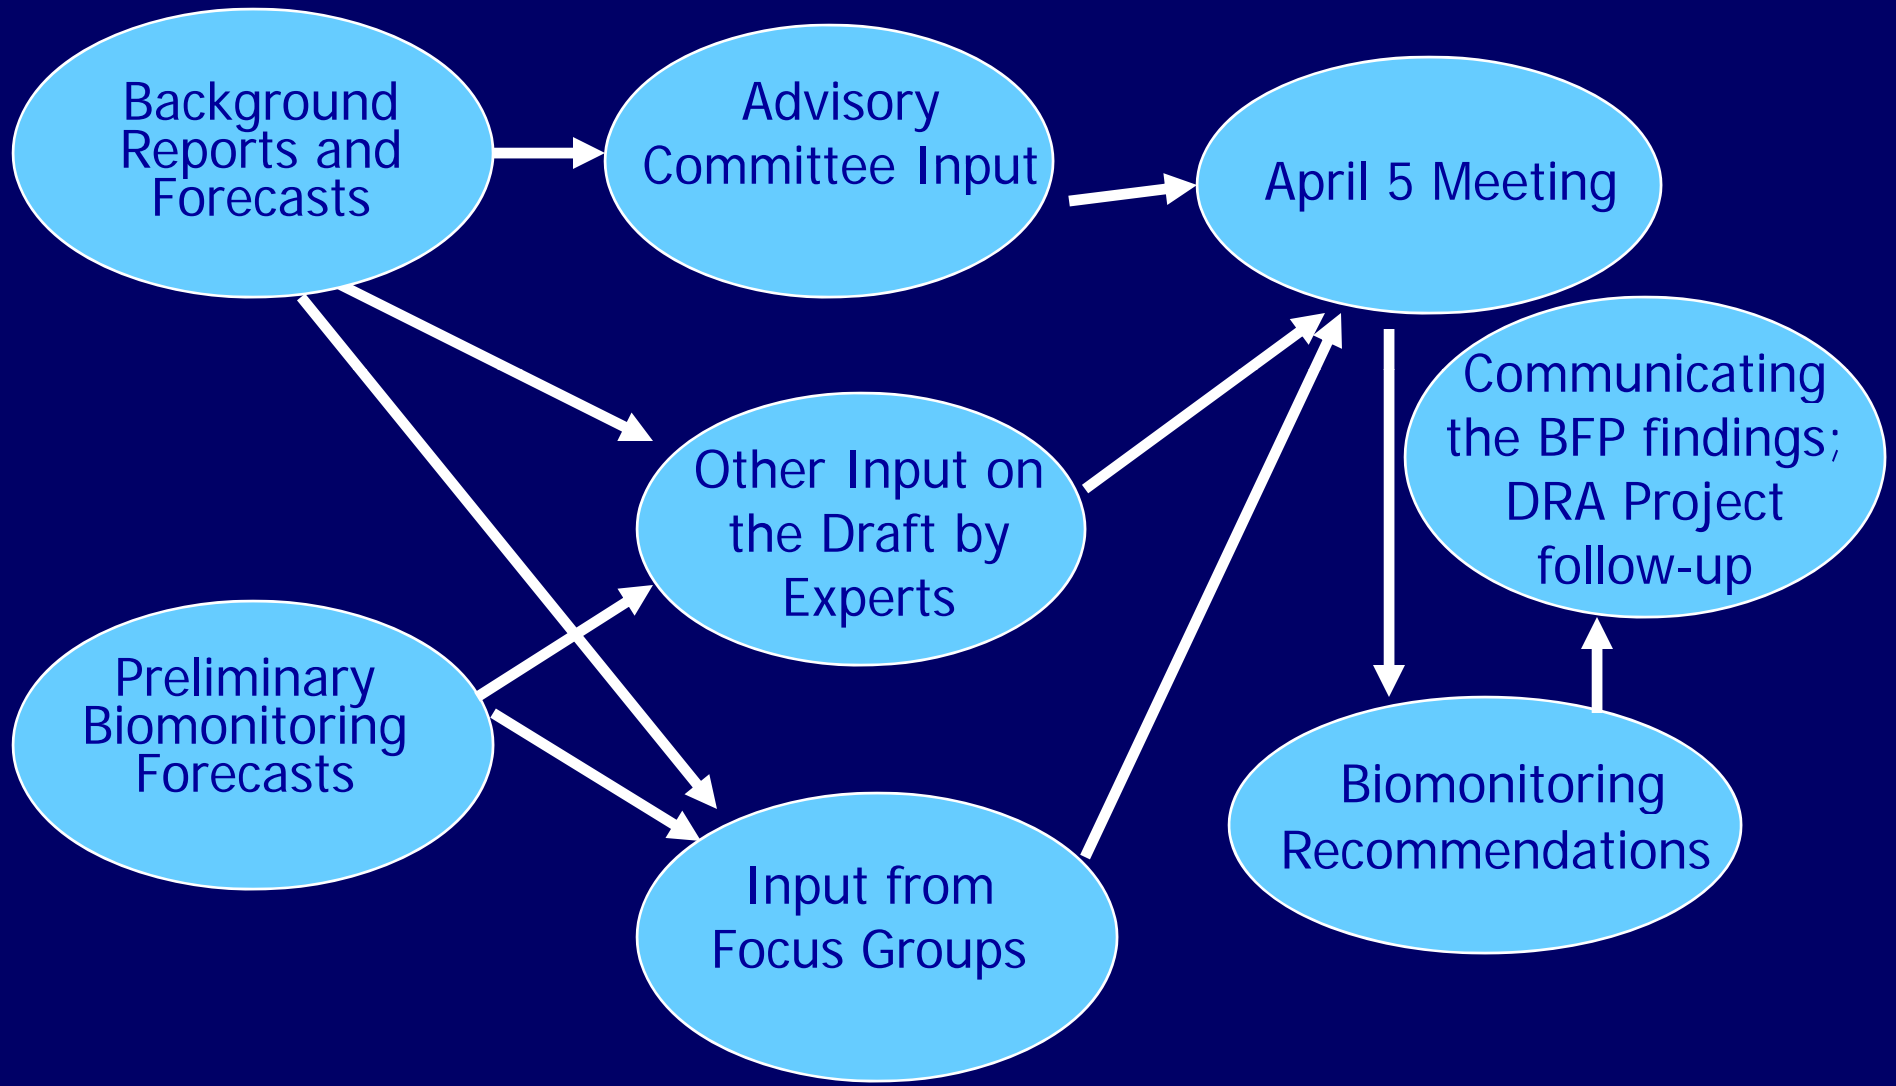 Background
Reports and
Forecasts
Advisory
Committee Input
April 5 Meeting
Communicating
the BFP findings;
DRA Project
follow-up
Other Input on
the Draft by
Experts
Preliminary
Biomonitoring
Forecasts
Biomonitoring
Recommendations
Input from
Focus Groups